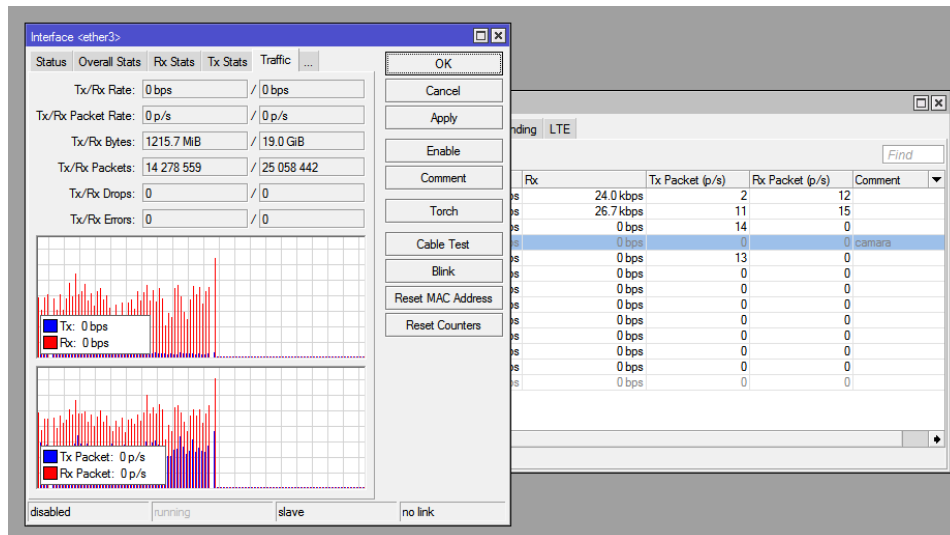 Interface <ether3>
Status Overall Stats Rx Stats Tx Stats Traffic ...
Tx/Rx Rate: 0 bps / 0 bps
Tx/Rx Packet Rate: 0 p/s / 0 p/s
Tx/Rx Bytes: 1215.7 MiB / 19.0 GiB
Tx/Rx Packets: 14 278 559 / 25 058 442
Tx/Rx Drops: 0 / 0
Tx/Rx Errors: 0 / 0
Tx: 0 bps
Rx: 0 bps
Tx Packet: 0 p/s
Rx Packet: 0 p/s
disabled running slave no link
OK
Cancel
Apply
Enable
Comment
Torch
Cable Test
Blink
Reset MAC Address
Reset Counters
LTE
Find
Rx Tx Packet (p/s) Rx Packet (p/s) Comment
24.0 kbps 2 12
26.7 kbps 11 15
0 bps 14 0
0 bps 0 0 camara
0 bps 13 0
0 bps 0 0
0 bps 0 0
0 bps 0 0
0 bps 0 0
0 bps 0 0
0 bps 0 0
0 bps 0 0
0 bps 0 0